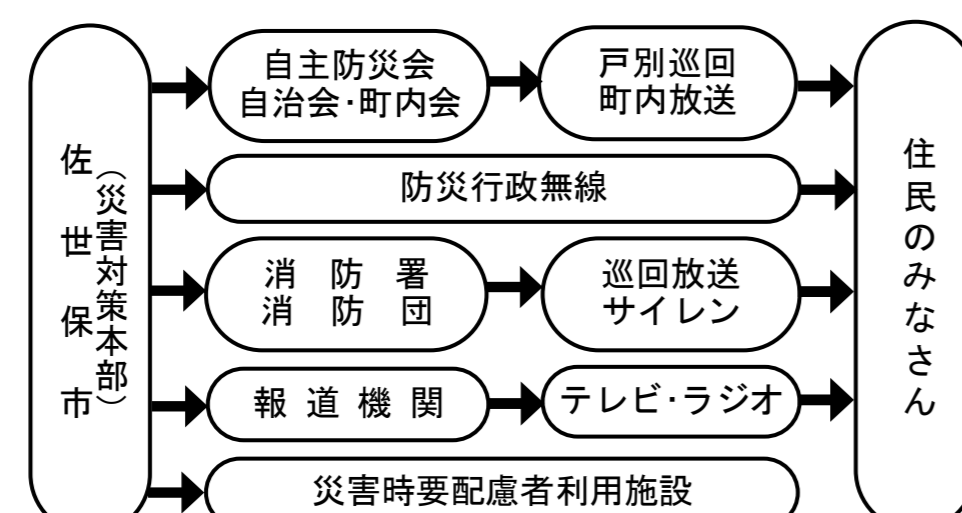 佐世保市
（災害対策本部）
自主防災会
自治会・町内会
戸別巡回
町内放送
防災行政無線
消防署
消防団
巡回放送
サイレン
報道機関
テレビ・ラジオ
災害時要配慮者利用施設
住民のみなさん